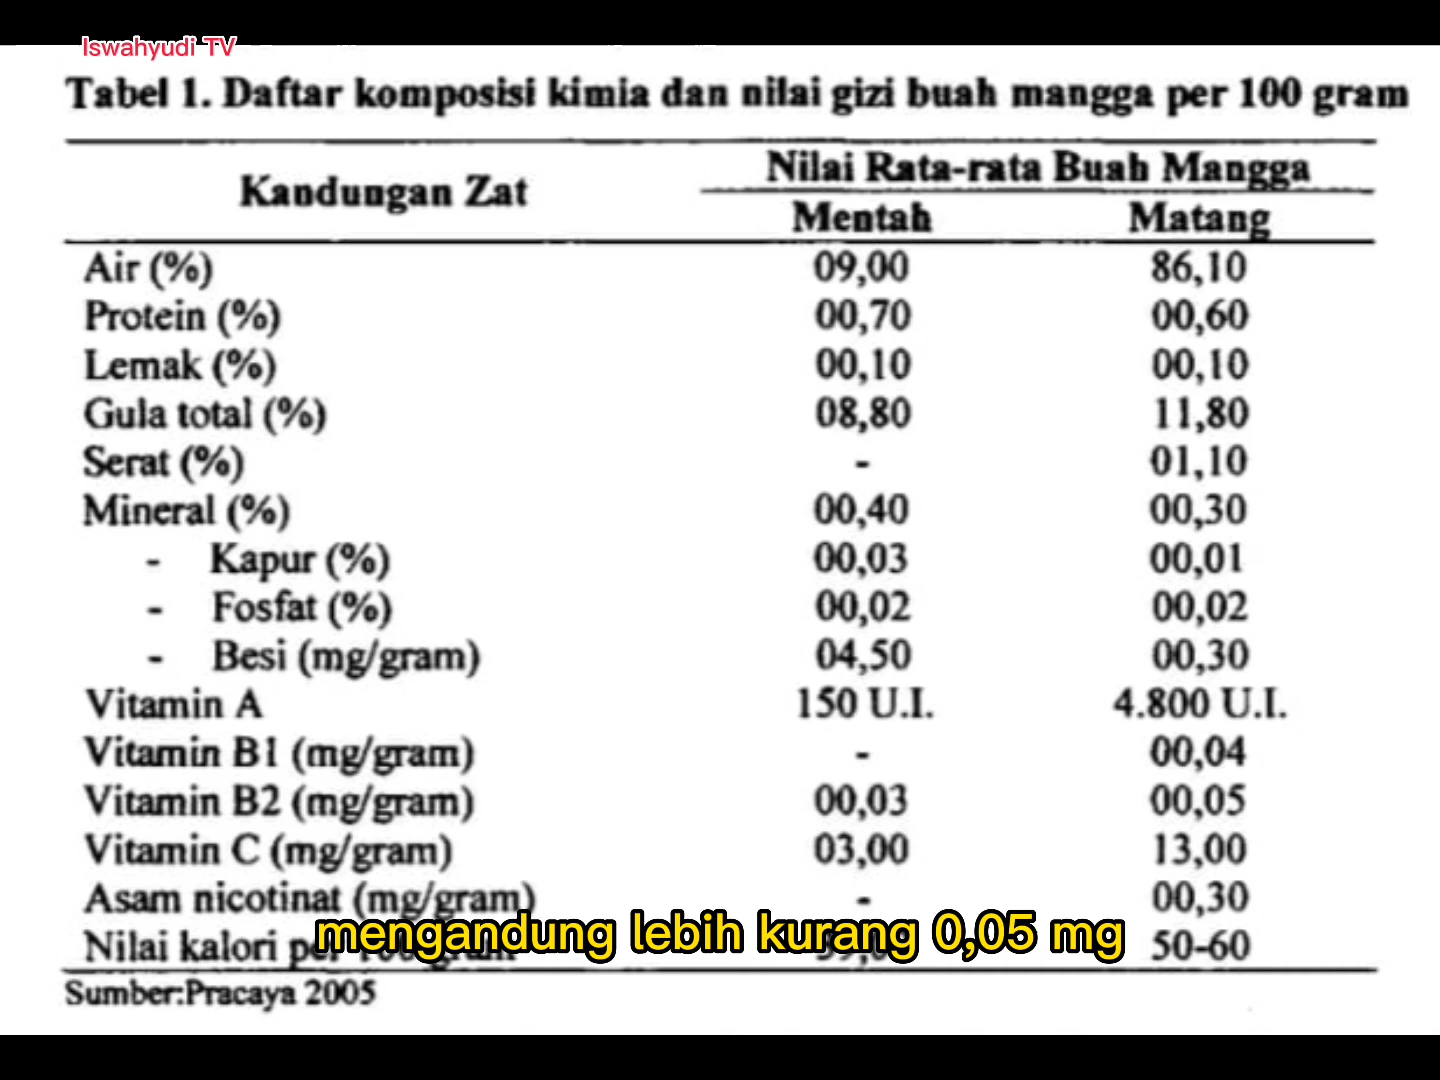 Iswahyudi TV
Tabel 1. Daftar komposisi kimia dan nilai gizi buah mangga per 100 gram
Kandungan Zat Nilai Rata-rata Buah Mangga
Mentah Matang
Air (%) 09,00 86,10
Protein (%) 00,70 00,60
Lemak (%) 00,10 00,10
Gula total (%) 08,80 11,80
Serat (%) - 01,10
Mineral (%) 00,40 00,30
- Kapur (%) 00,03 00,01
- Fosfat (%) 00,02 00,02
- Besi (mg/gram) 04,50 00,30
Vitamin A 150 U.I. 4.800 U.I.
Vitamin B1 (mg/gram) - 00,04
Vitamin B2 (mg/gram) 00,03 00,05
Vitamin C (mg/gram) 03,00 13,00
Asam nicotinat (mg/gram) - 00,30
mengandung lebih kurang 0,05 mg
Nilai kalori 50-60
Sumber:Pracaya 2005